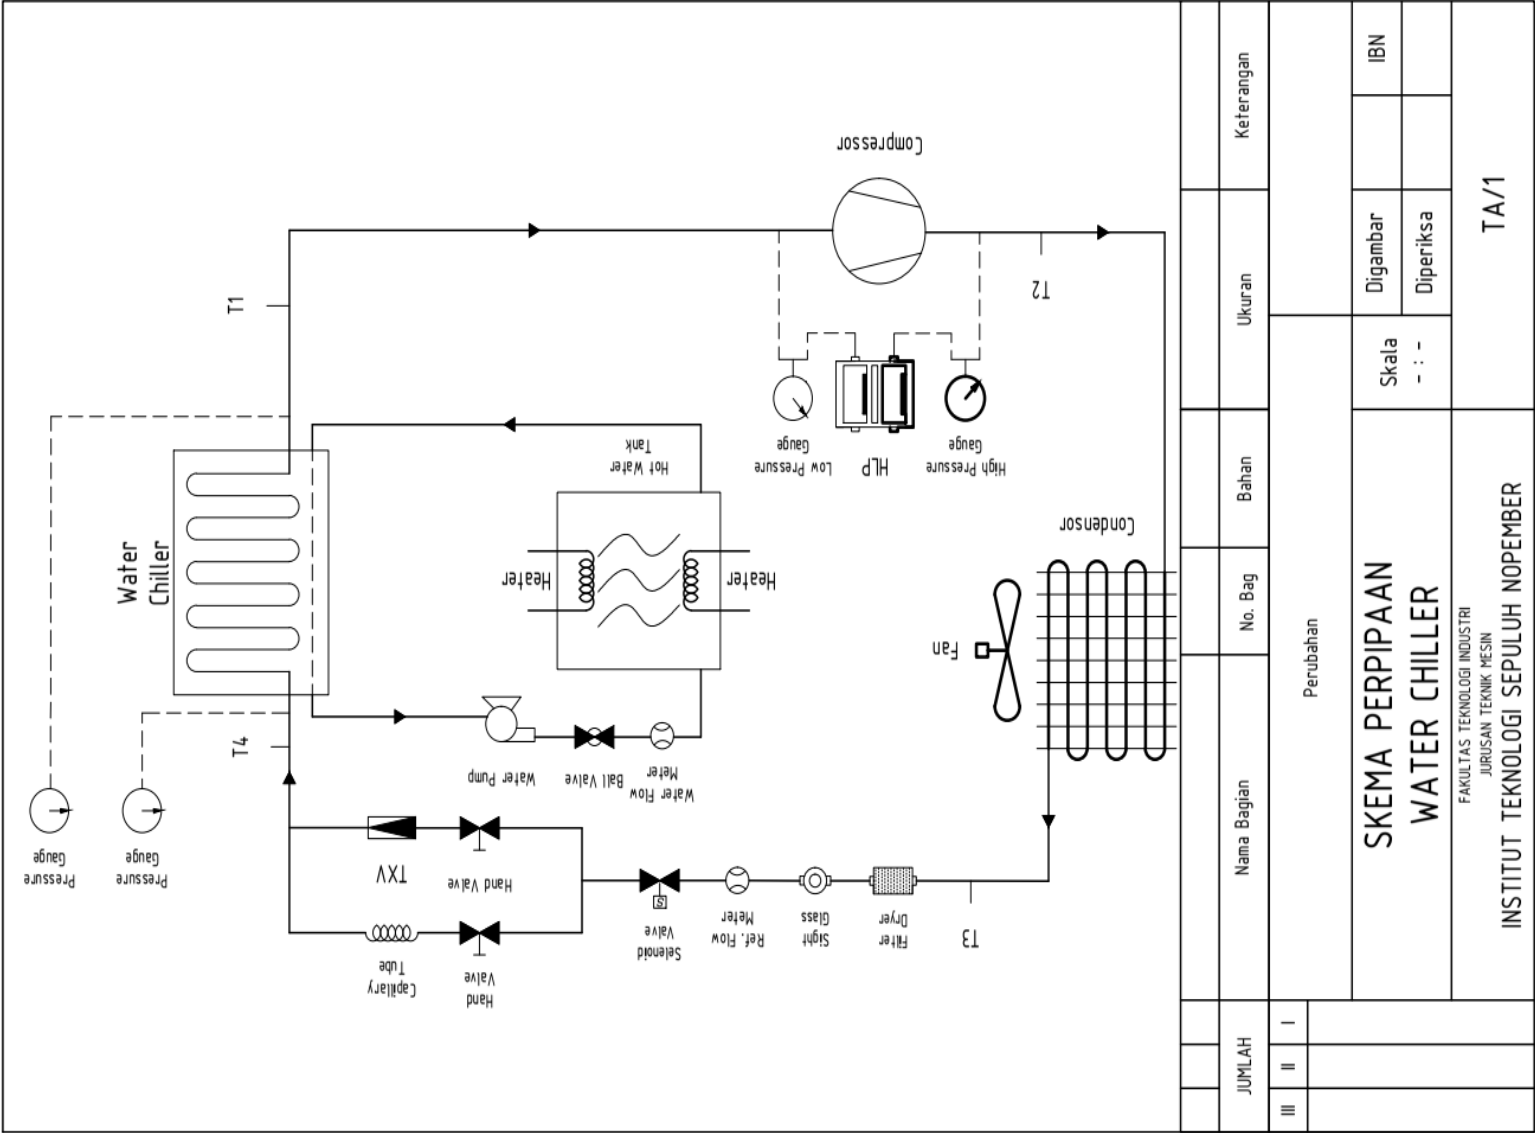 Water
Chiller
T1
T4
Pressure
Gauge
Pressure
Gauge
Compressor
T2
Low Pressure
Gauge
HLP
High Pressure
Gauge
Hot Water
Tank
Heater
Heater
Condensor
Fan
Water Pump
Ball Valve
Water Flow
Meter
TXV
Hand Valve
Capillary
Tube
Hand
Valve
S
Selenoid
Valve
Ref. Flow
Meter
Sight
Glass
Filter
Dryer
T3
III
II
I
JUMLAH
Nama Bagian
No. Bag
Bahan
Ukuran
Keterangan
Perubahan
SKEMA PERPIPAAN
WATER CHILLER
Skala
- : -
Digambar
IBN
Diperiksa
FAKULTAS TEKNOLOGI INDUSTRI
JURUSAN TEKNIK MESIN
INSTITUT TEKNOLOGI SEPULUH NOPEMBER
TA/1